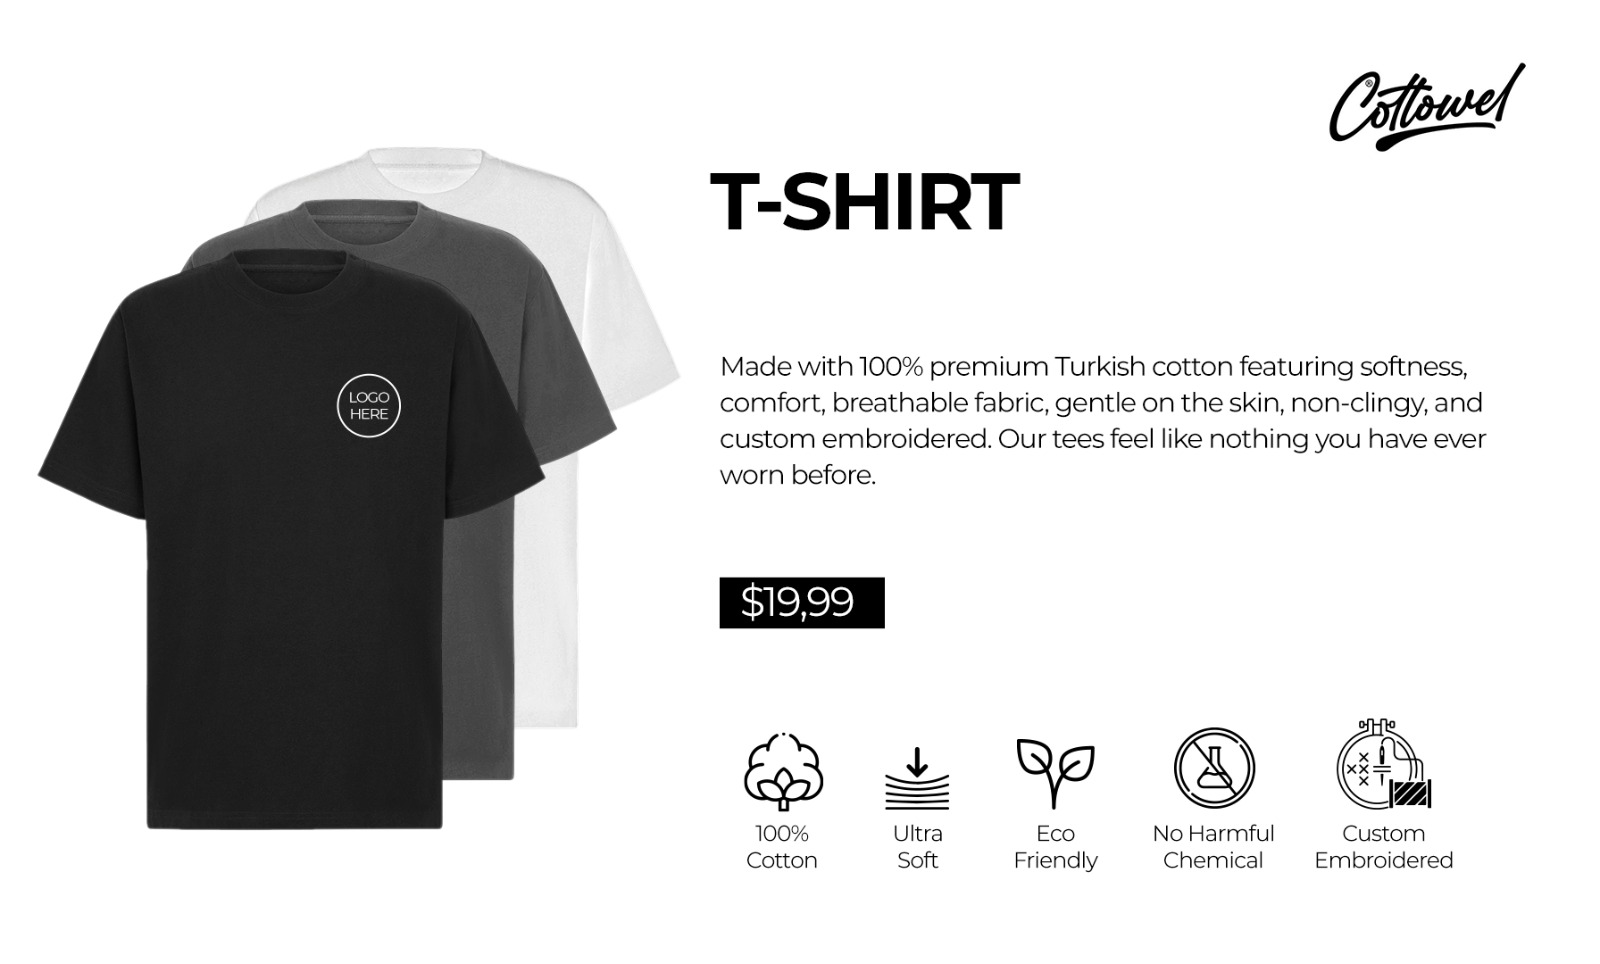 Cottowel
®
T-SHIRT
LOGO
HERE
Made with 100% premium Turkish cotton featuring softness,
comfort, breathable fabric, gentle on the skin, non-clingy, and
custom embroidered. Our tees feel like nothing you have ever
worn before.
$19,99
100%
Cotton
Ultra
Soft
Eco
Friendly
No Harmful
Chemical
Custom
Embroidered